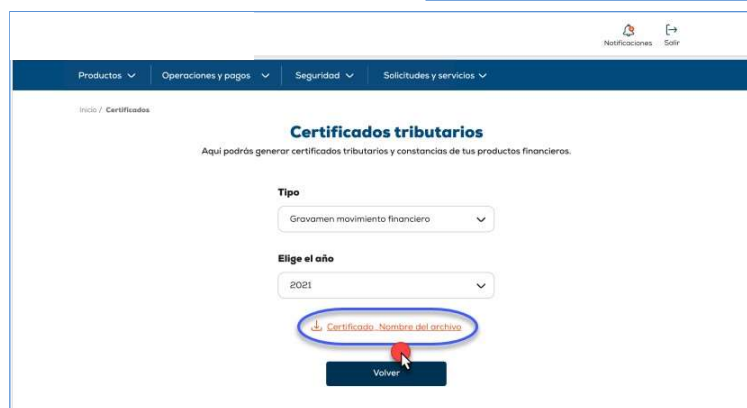 Notificaciones Salir
Productos Operaciones y pagos Seguridad Solicitudes y servicios
Inicio / Certificados
Certificados tributarios
Aquí podrás generar certificados tributarios y constancias de tus productos financieros.
Tipo
Gravamen movimiento financiero
Elige el año
2021
Certificado_Nombre del archivo
Volver